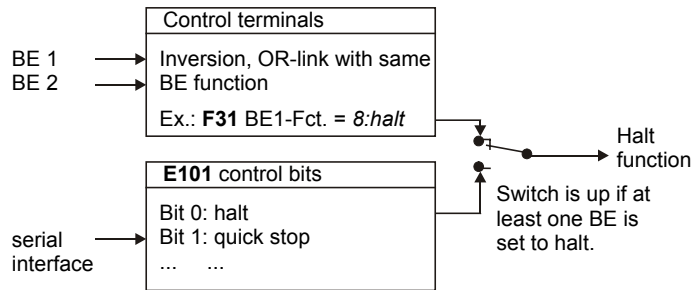 Control terminals
BE 1
BE 2
Inversion, OR-link with same
BE function
Ex.: F31 BE1-Fct. = 8:halt
Halt
function
E101 control bits
Bit 0: halt
Bit 1: quick stop
... ...
serial
interface
Switch is up if at
least one BE is
set to halt.